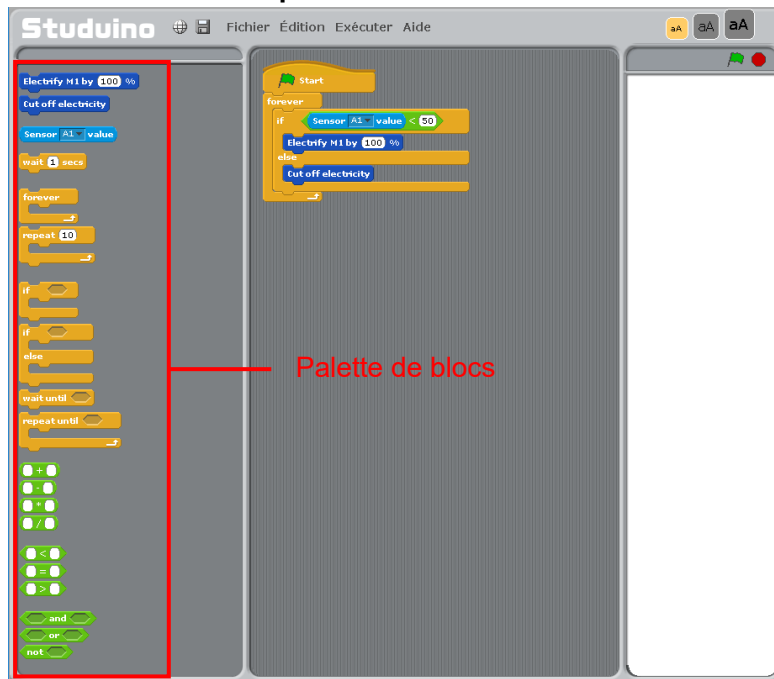 Studuino Fichier Édition Exécuter Aide aA aA aA
Electrify M1 by 100 %
Cut off electricity
Sensor A1 value
wait 1 secs
forever
repeat 10
if
if
else
wait until
repeat until
+
-
*
/
<
=
>
and
or
not
Start
forever
if Sensor A1 value < 50
Electrify M1 by 100 %
else
Cut off electricity
Palette de blocs